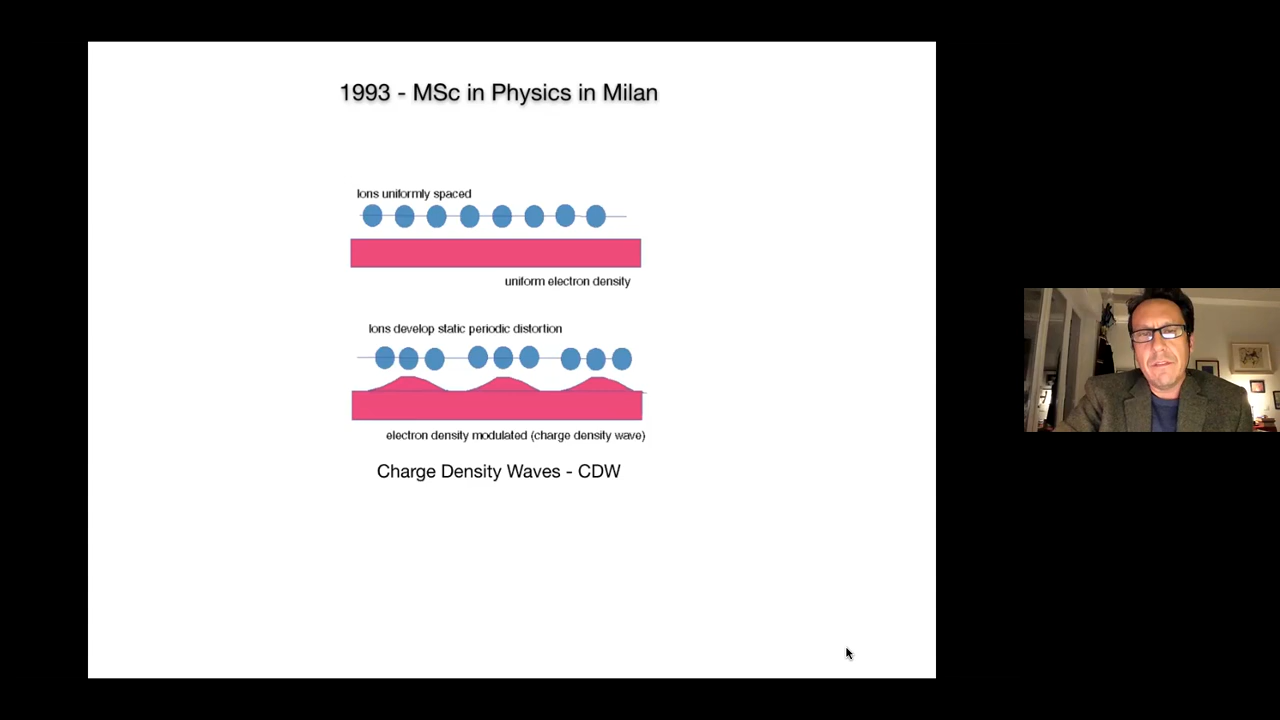 1993 - MSc in Physics in Milan
Ions uniformly spaced
uniform electron density
Ions develop static periodic distortion
electron density modulated (charge density wave)
Charge Density Waves - CDW